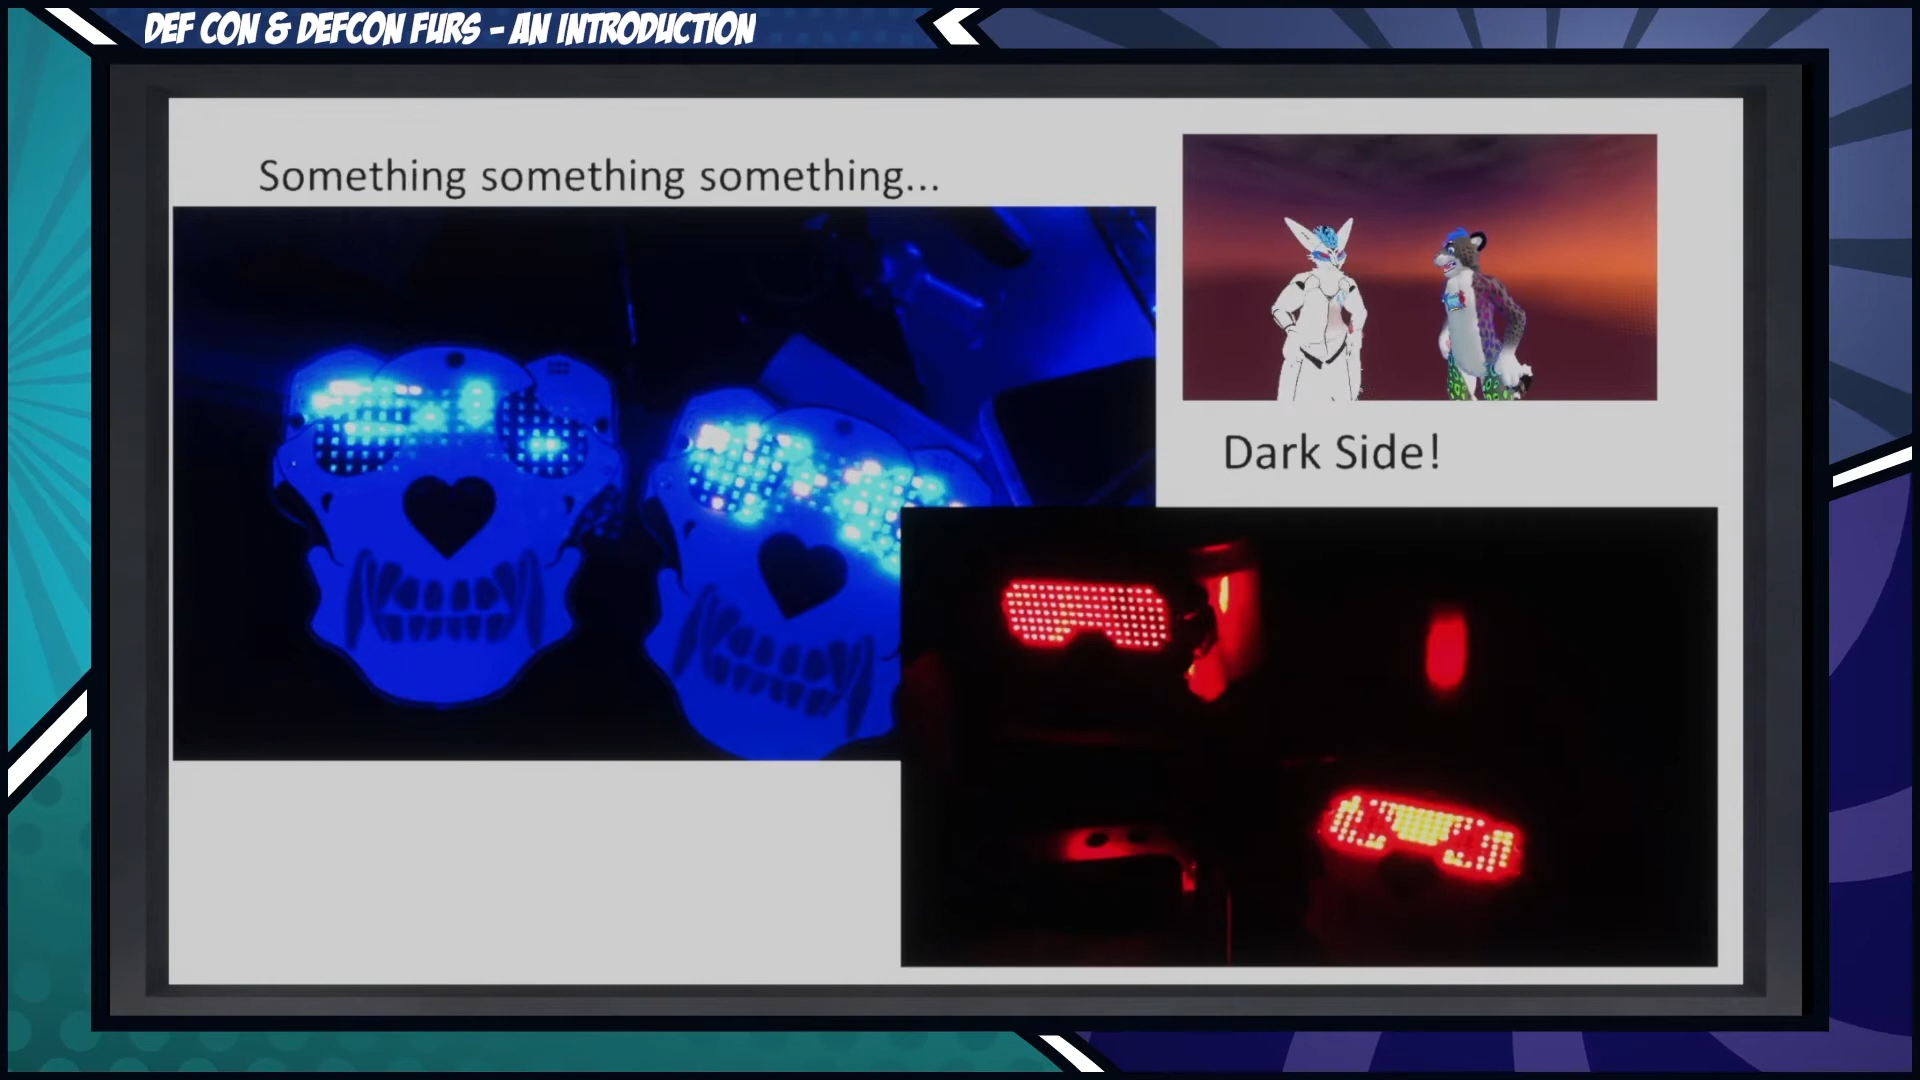 DEF CON & DEFCON FURS - AN INTRODUCTION
Something something something...
Dark Side!